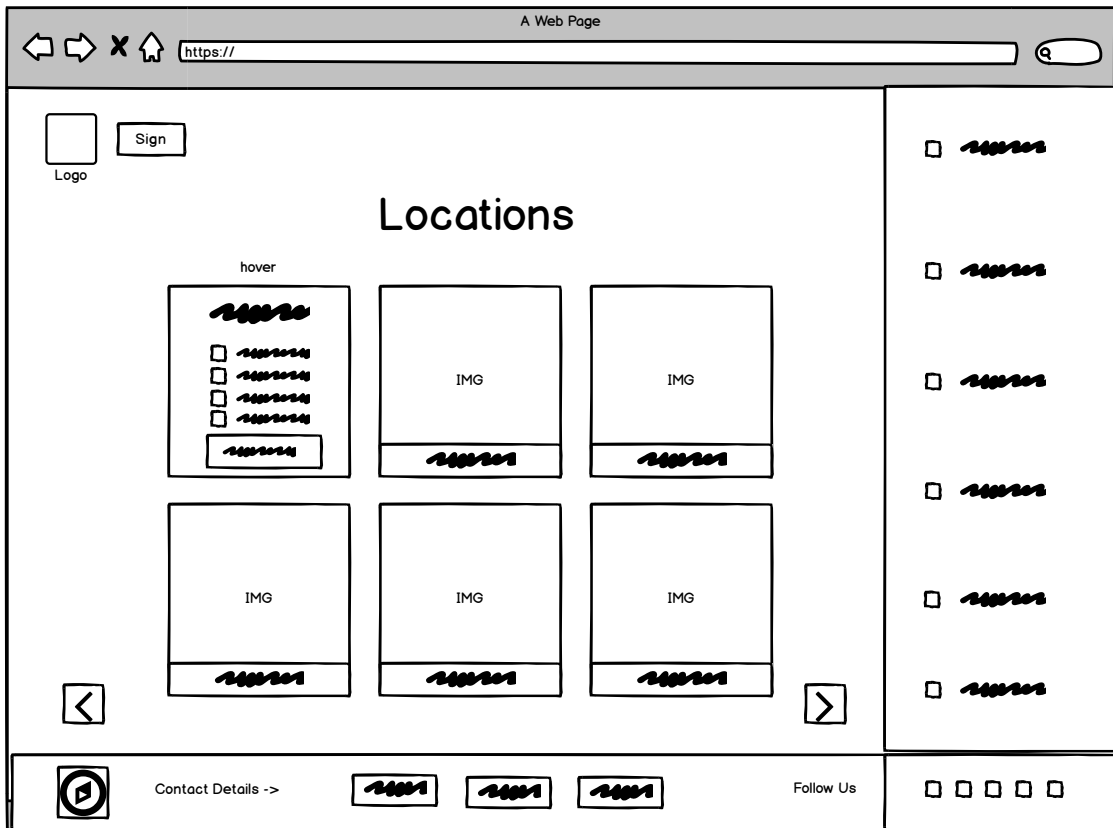 A Web Page
https://
Sign
Logo
Locations
hover
IMG
IMG
IMG
IMG
IMG
Contact Details ->
Follow Us